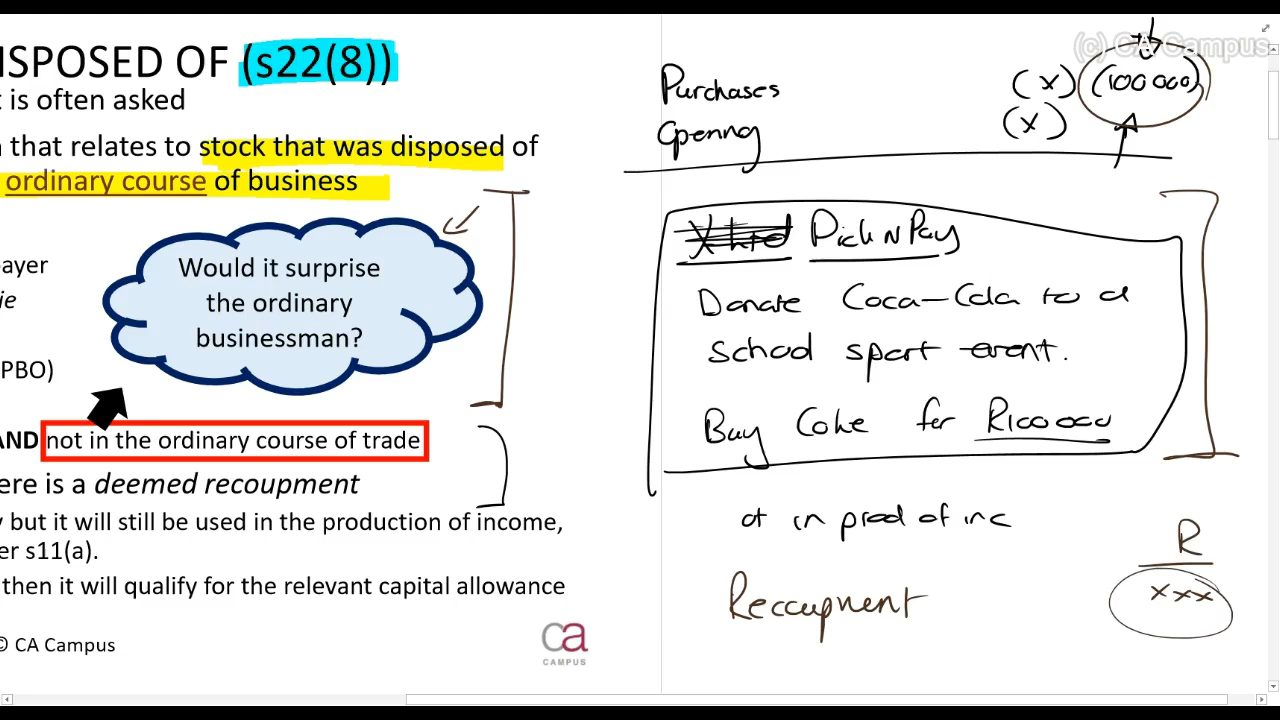 ISPOSED OF (s22(8))
t is often asked
n that relates to stock that was disposed of
ordinary course of business
payer
ie
PBO)
Would it surprise
the ordinary
businessman?
AND not in the ordinary course of trade
ere is a deemed recoupment
y but it will still be used in the production of income,
er s11(a).
then it will qualify for the relevant capital allowance
© CA Campus
ca
CAMPUS
(c) CA Campus
Purchases (x) (100 000)
Opening (x)
Pick n Pay
Donate Coca-Cola to a
school sport event.
Buy Coke for R100 000
ot in prod of inc
R
Recoupment xxx